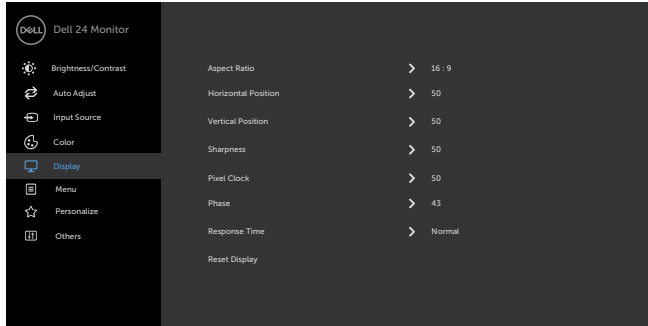 DELL Dell 24 Monitor
Brightness/Contrast
Auto Adjust
Input Source
Color
Display
Menu
Personalize
Others
Aspect Ratio 16 : 9
Horizontal Position 50
Vertical Position 50
Sharpness 50
Pixel Clock 50
Phase 43
Response Time Normal
Reset Display